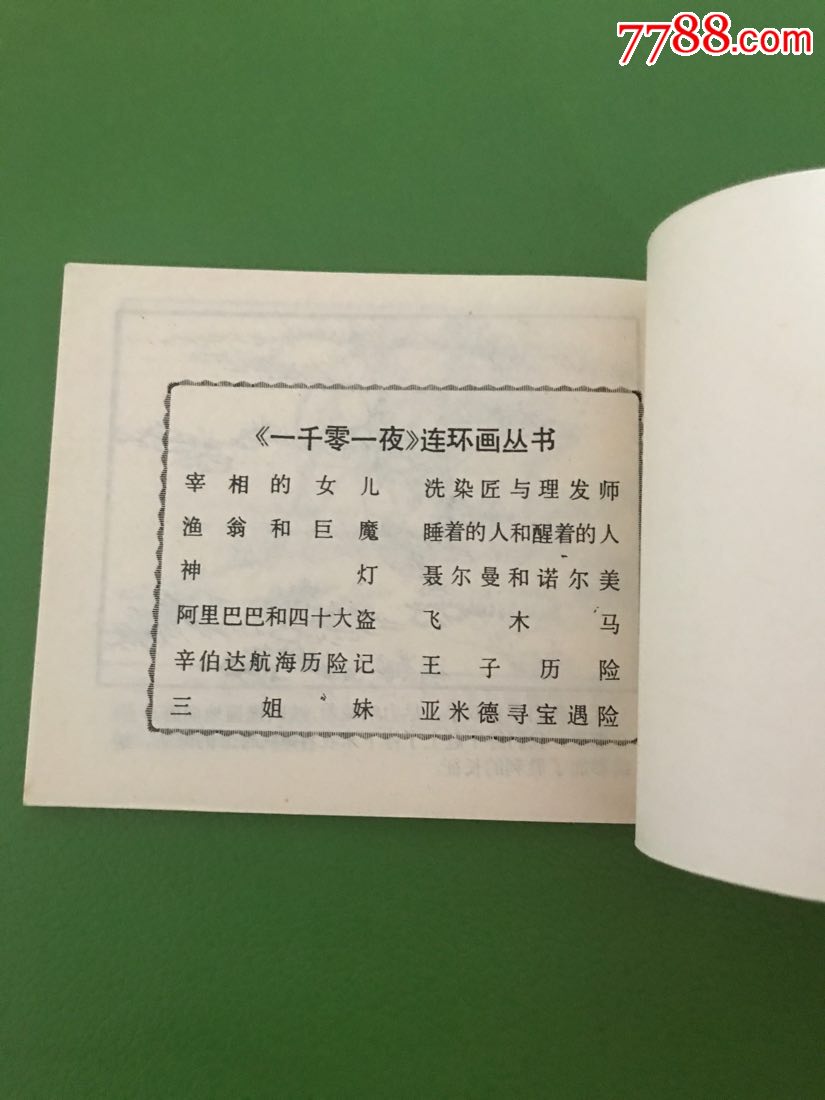 7788.com
《一千零一夜》连环画丛书
宰相的女儿 洗染匠与理发师
渔翁和巨魔 睡着的人和醒着的人
神灯 聂尔曼和诺尔美
阿里巴巴和四十大盗 飞木马
辛伯达航海历险记 王子历险
三姐妹 亚米德寻宝遇险